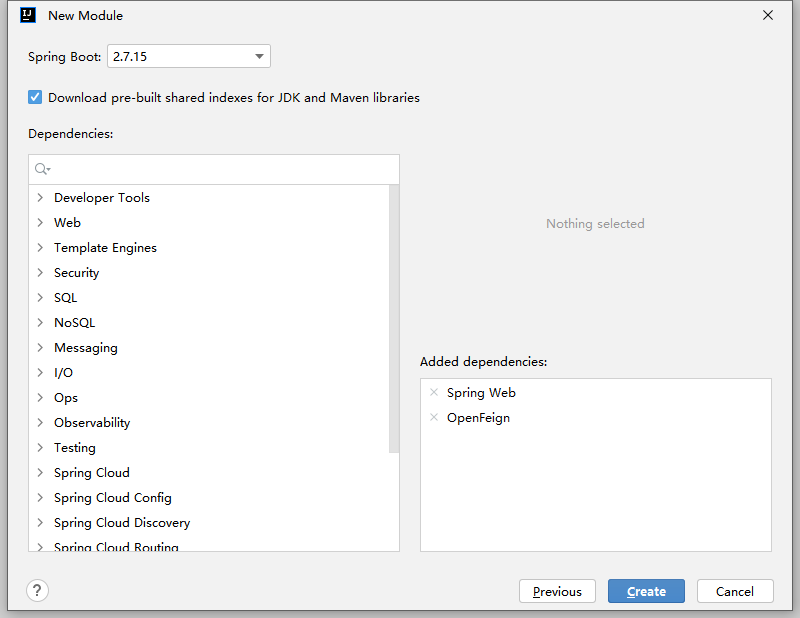 New Module
Spring Boot: 2.7.15
Download pre-built shared indexes for JDK and Maven libraries
Dependencies:
Developer Tools
Web
Template Engines
Security
SQL
NoSQL
Messaging
I/O
Ops
Observability
Testing
Spring Cloud
Spring Cloud Config
Spring Cloud Discovery
Spring Cloud Routing
Nothing selected
Added dependencies:
Spring Web
OpenFeign
?
Previous
Create
Cancel